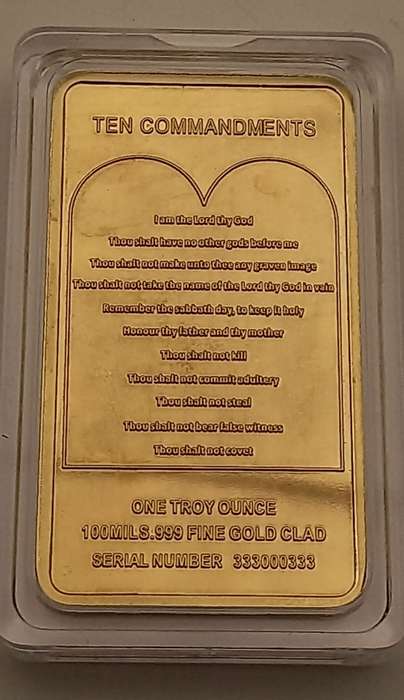 TEN COMMANDMENTS
I am the Lord thy God
Thou shalt have no other gods before me
Thou shalt not make unto thee any graven image
Thou shalt not take the name of the Lord thy God in vain
Remember the sabbath day, to keep it holy
Honour thy father and thy mother
Thou shalt not kill
Thou shalt not commit adultery
Thou shalt not steal
Thou shalt not bear false witness
Thou shalt not covet
ONE TROY OUNCE
100MILS.999 FINE GOLD CLAD
SERIAL NUMBER 333000333